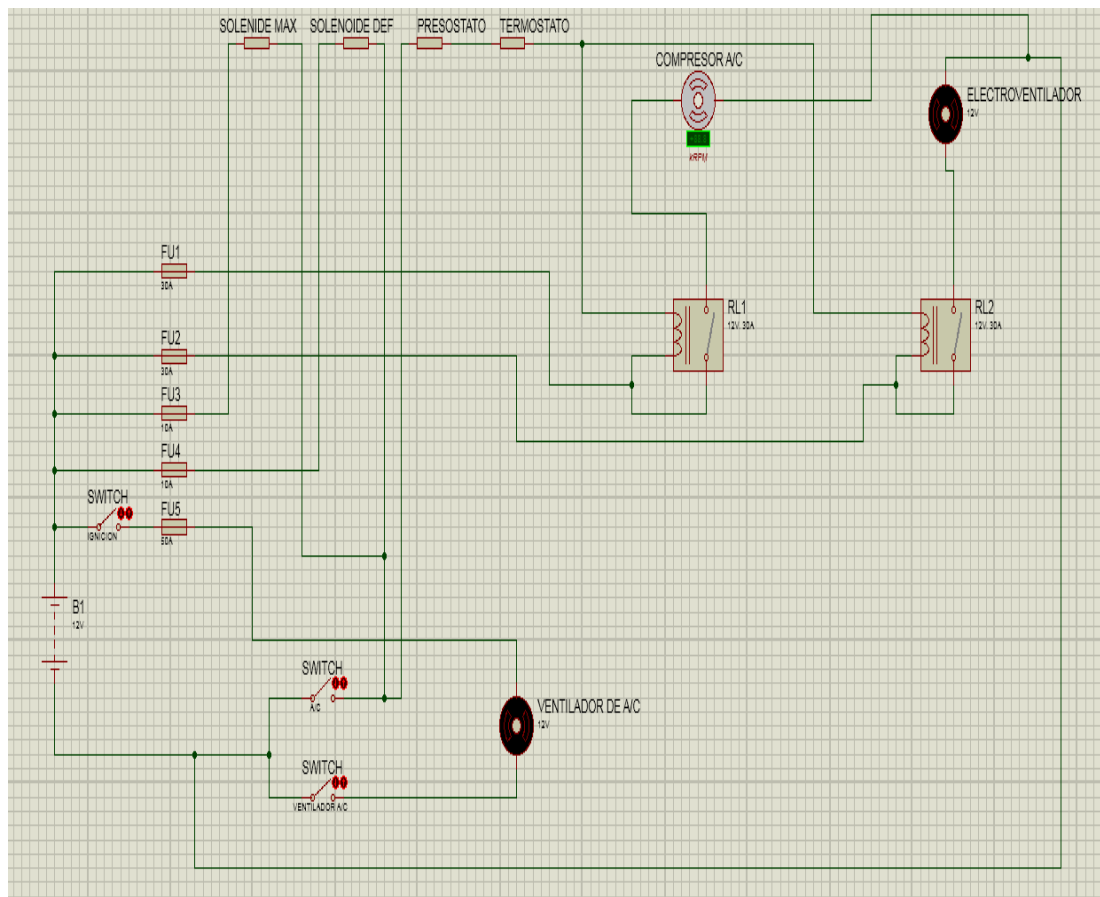 SOLENIDE MAX
SOLENOIDE DEF
PRESOSTATO
TERMOSTATO
COMPRESOR A/C
kRPM
ELECTROVENTILADOR
12V
FU1
30A
RL1
12V, 30A
RL2
12V, 30A
FU2
30A
FU3
10A
FU4
10A
SWITCH
IGNICION
FU5
50A
B1
12V
SWITCH
A/C
VENTILADOR DE A/C
12V
SWITCH
VENTILADOR A/C